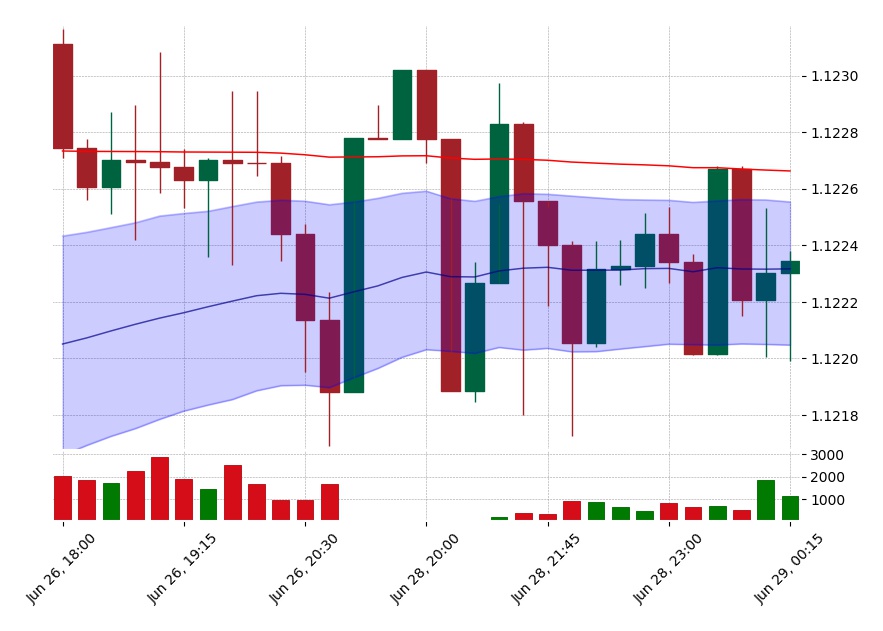 1.1230
1.1228
1.1226
1.1224
1.1222
1.1220
1.1218
3000
2000
1000
Jun 26, 18:00
Jun 26, 19:15
Jun 26, 20:30
Jun 28, 20:00
Jun 28, 21:45
Jun 28, 23:00
Jun 29, 00:15